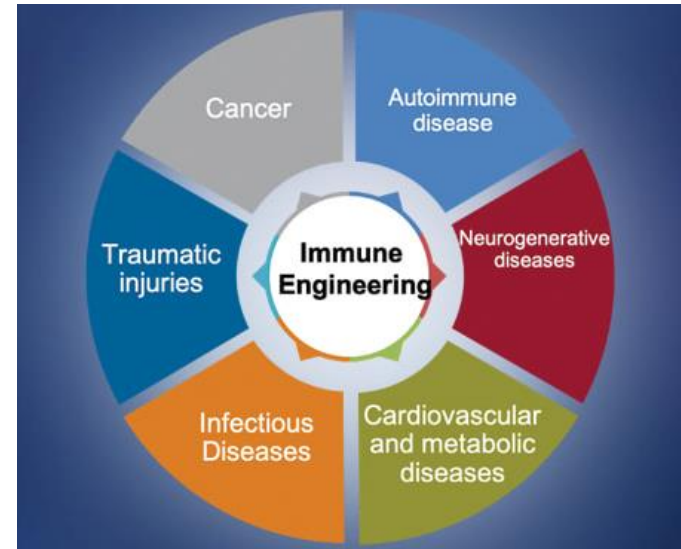 Cancer
Autoimmune
disease
Traumatic
injuries
Immune
Engineering
Neurogenerative
diseases
Infectious
Diseases
Cardiovascular
and metabolic
diseases